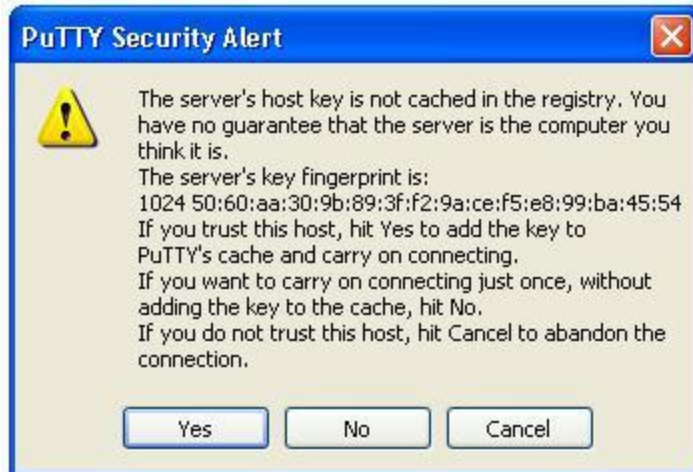 PuTTY Security Alert
The server's host key is not cached in the registry. You
have no guarantee that the server is the computer you
think it is.
The server's key fingerprint is:
1024 50:60:aa:30:9b:89:3f:f2:9a:ce:f5:e8:99:ba:45:54
If you trust this host, hit Yes to add the key to
PuTTY's cache and carry on connecting.
If you want to carry on connecting just once, without
adding the key to the cache, hit No.
If you do not trust this host, hit Cancel to abandon the
connection.
Yes No Cancel